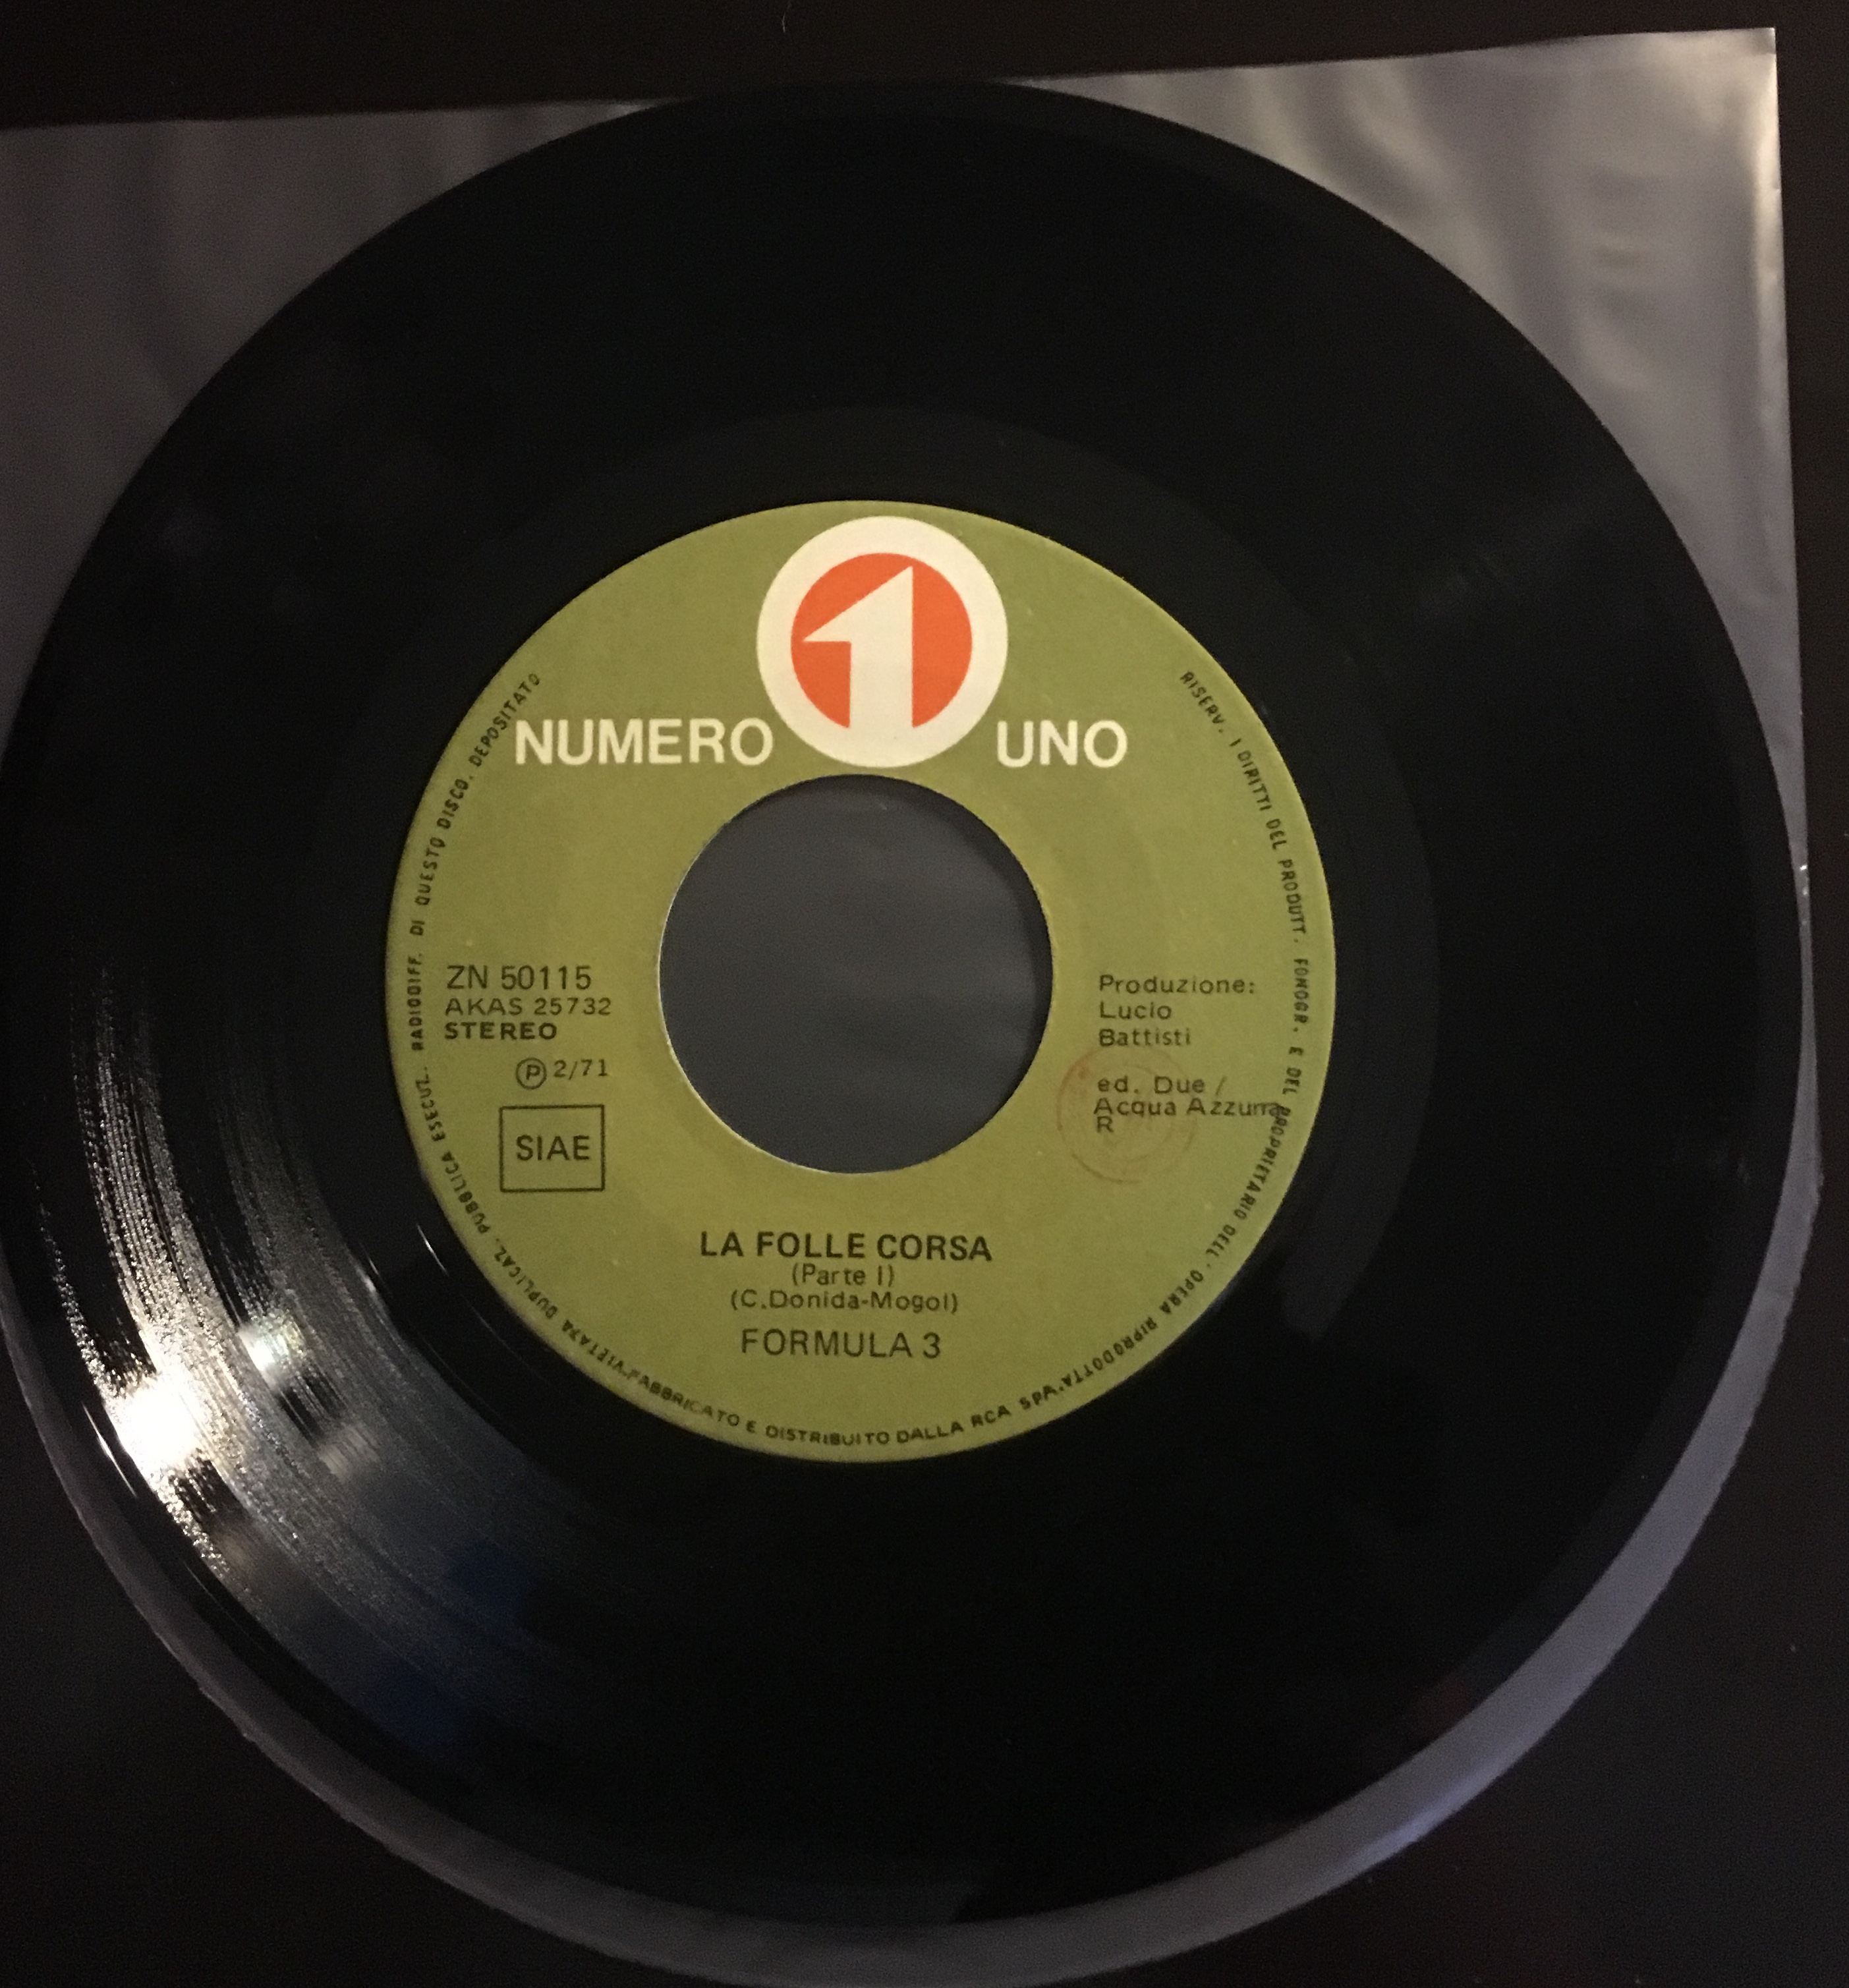 1
NUMERO UNO
ZN 50115
AKAS 25732
STEREO
Ⓟ 2/71
SIAE
Produzione:
Lucio
Battisti
ed. Due /
Acqua Azzurra
R
LA FOLLE CORSA
(Parte I)
(C.Donida-Mogol)
FORMULA 3
RISERV. I DIRITTI DEL PRODUTT. FONOGR. E DEL PROPRIETARIO DELL' OPERA RIPRODOTTA. FABBRICATO E DISTRIBUITO DALLA RCA SPA. VIETATA DUPLICAZ. PUBBLICA ESECUZ. RADIODIFF. DI QUESTO DISCO. DEPOSITATO